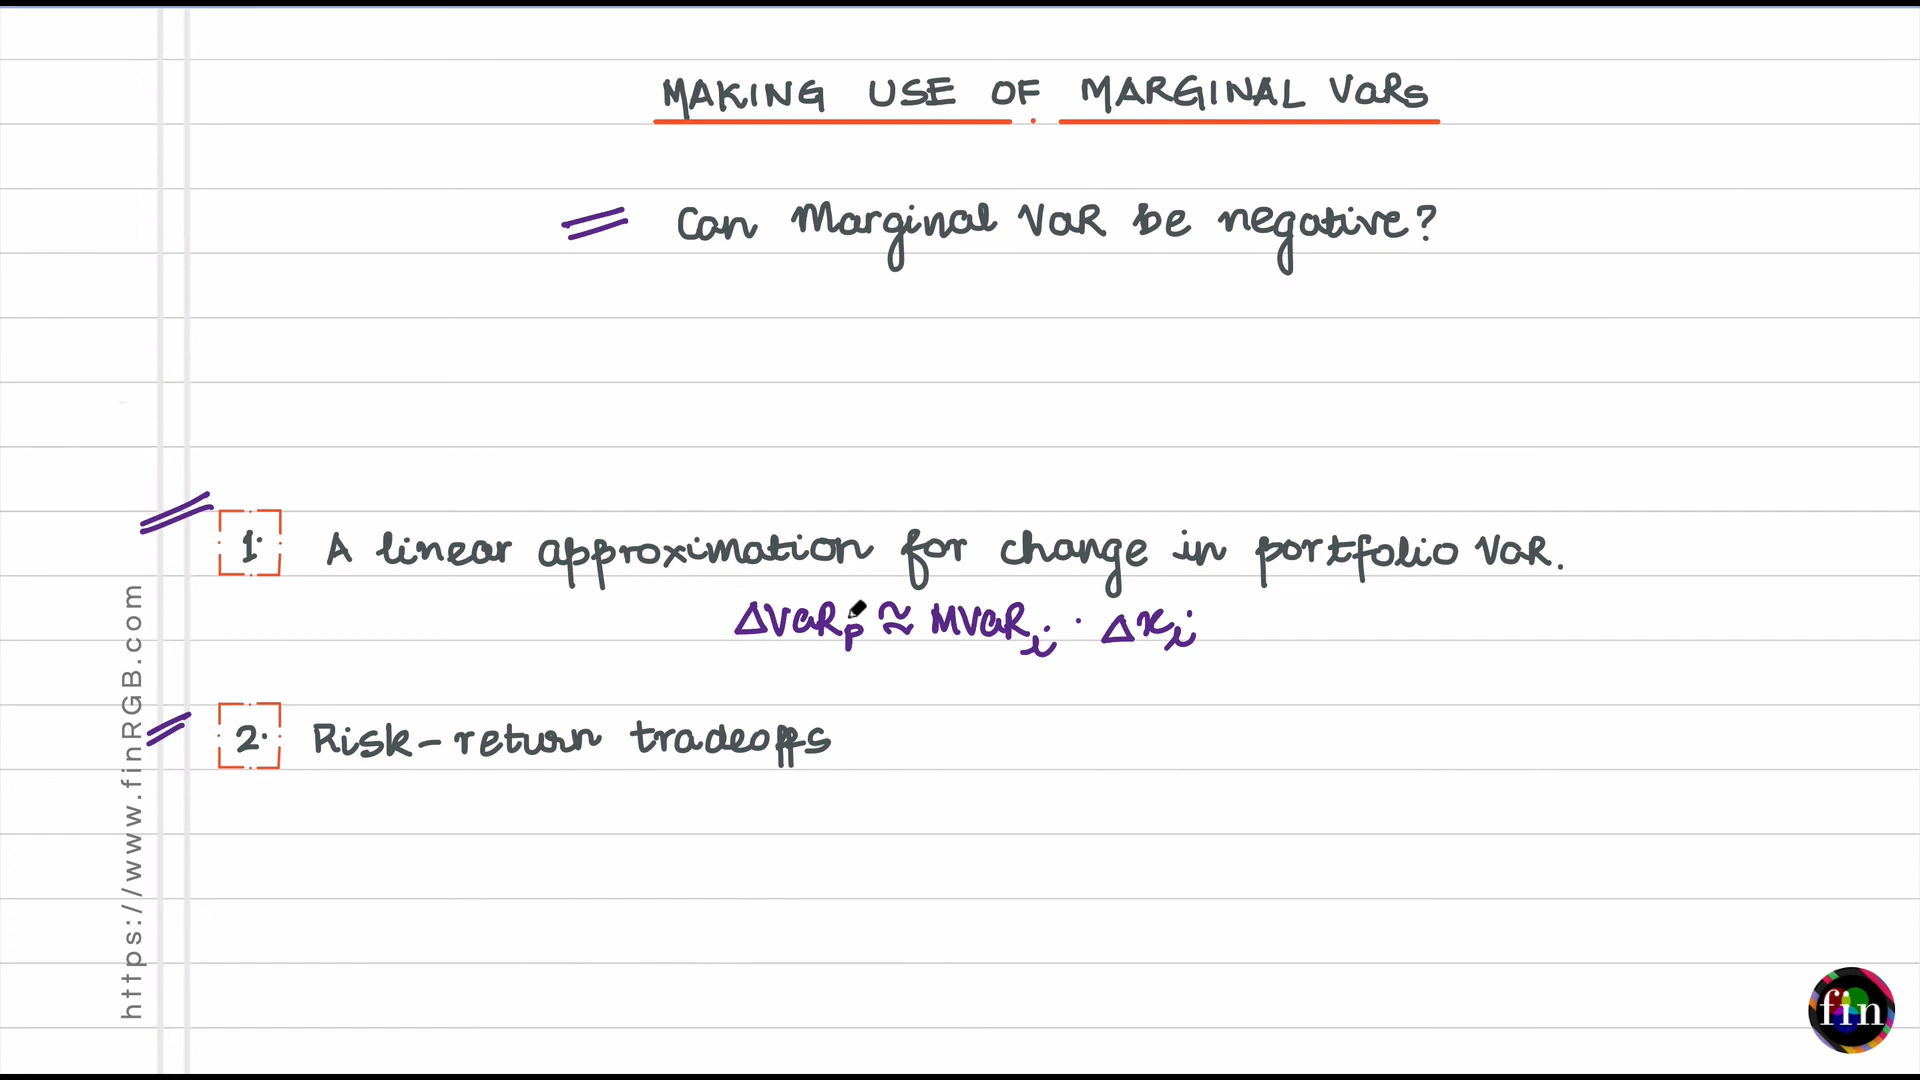 MAKING USE OF MARGINAL VaRs
Can Marginal VaR be negative?
1. A linear approximation for change in portfolio VaR.
ΔVaRₚ ≈ MVaRᵢ · Δxᵢ
2. Risk-return tradeoffs
https://www.finRGB.com
fin